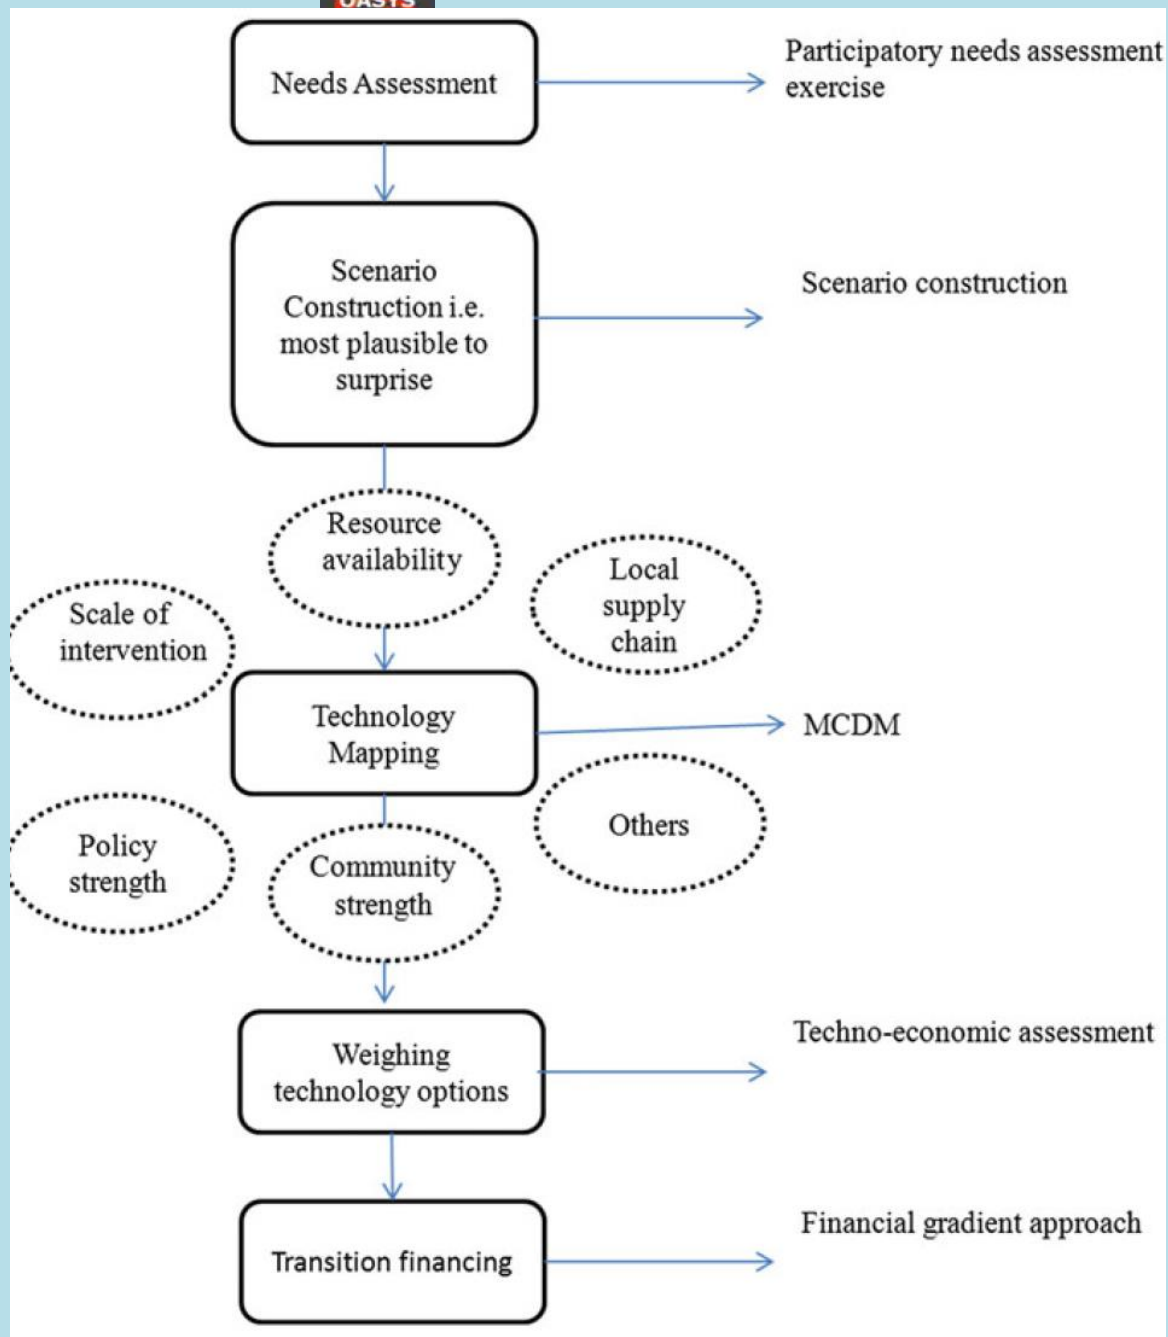 OASYS
Needs Assessment
Participatory needs assessment
exercise
Scenario
Construction i.e.
most plausible to
surprise
Scenario construction
Resource
availability
Local
supply
chain
Scale of
intervention
Technology
Mapping
MCDM
Others
Policy
strength
Community
strength
Weighing
technology options
Techno-economic assessment
Transition financing
Financial gradient approach